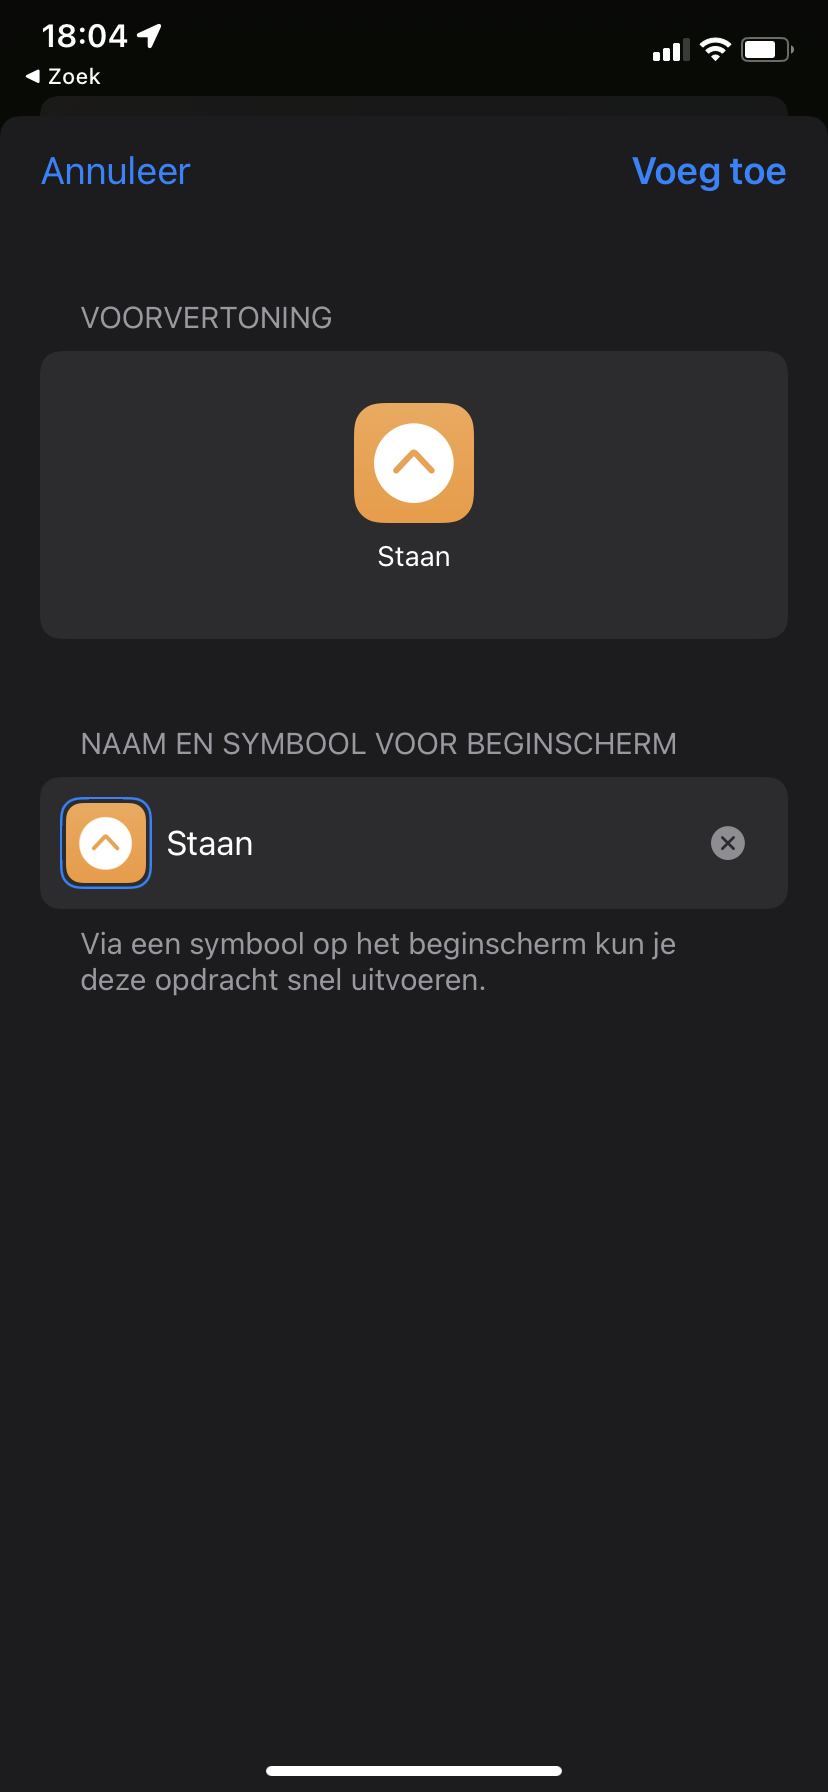 18:04
Zoek
Annuleer
Voeg toe
VOORVERTONING
Staan
NAAM EN SYMBOOL VOOR BEGINSCHERM
Staan
Via een symbool op het beginscherm kun je
deze opdracht snel uitvoeren.